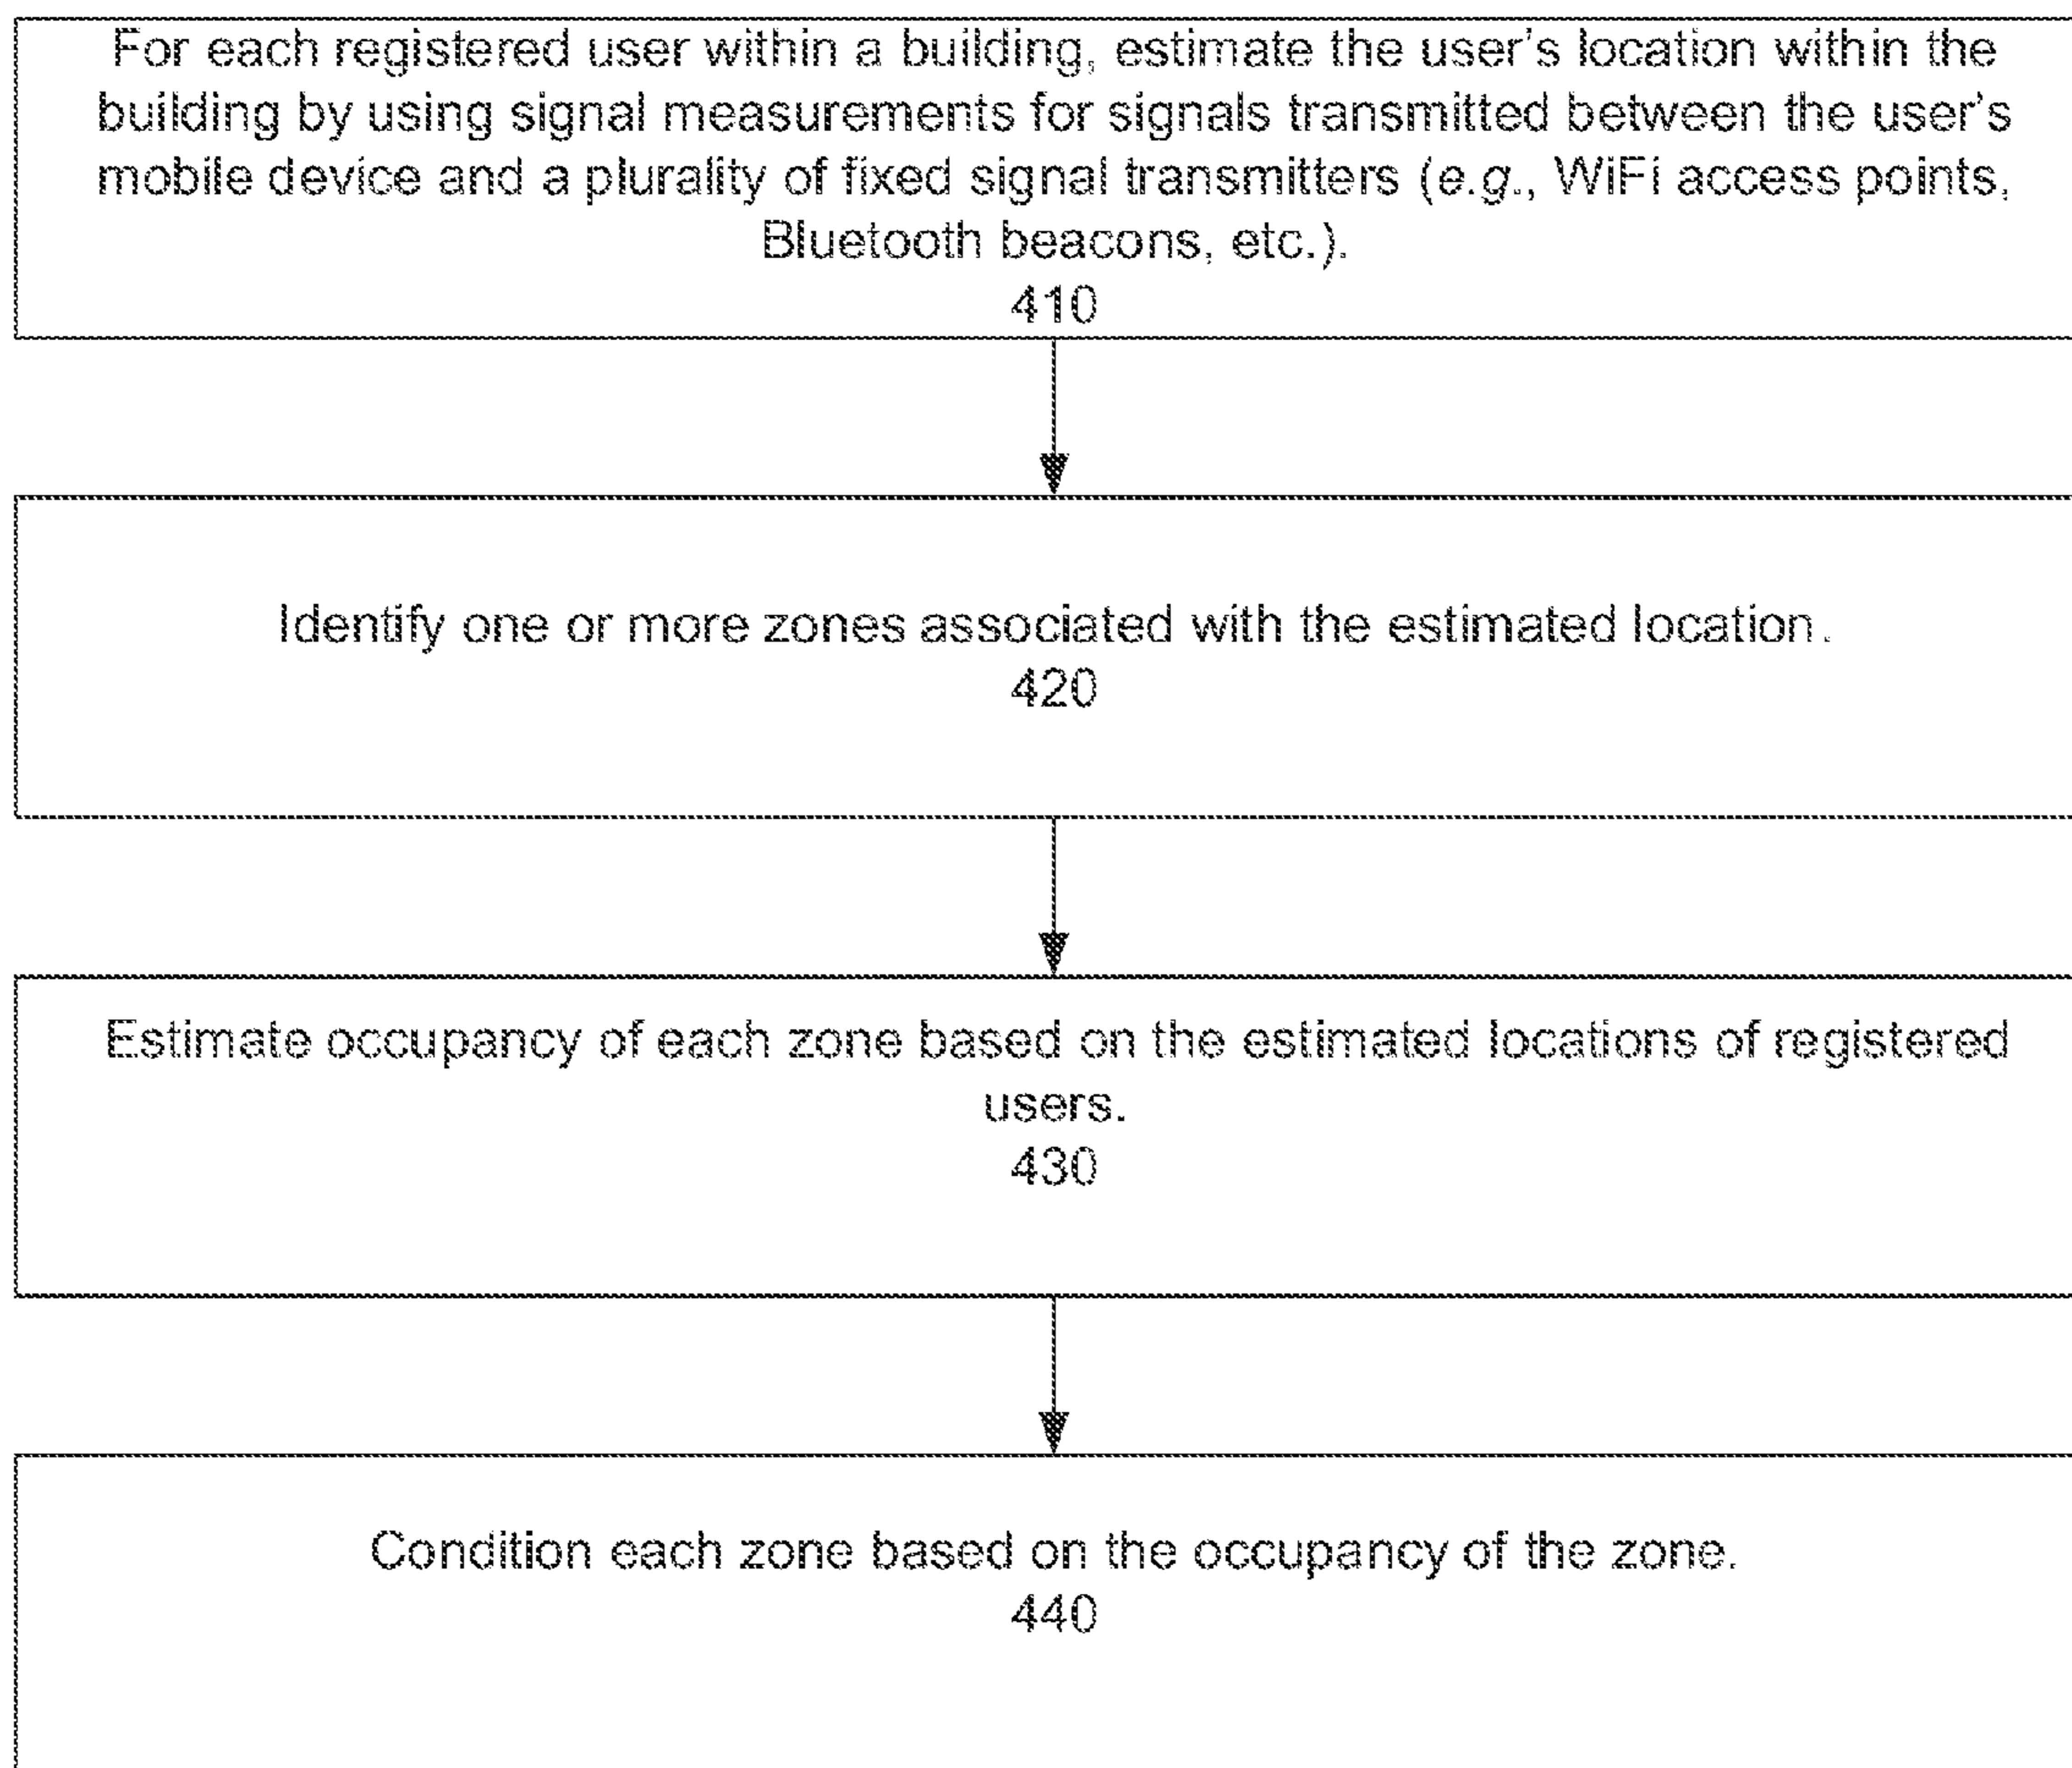 For each registered user within a building, estimate the user's location within the
building by using signal measurements for signals transmitted between the user's
mobile device and a plurality of fixed signal transmitters (e.g., WiFi access points,
Bluetooth beacons, etc.).
410
Identify one or more zones associated with the estimated location.
420
Estimate occupancy of each zone based on the estimated locations of registered
users.
430
Condition each zone based on the occupancy of the zone.
440